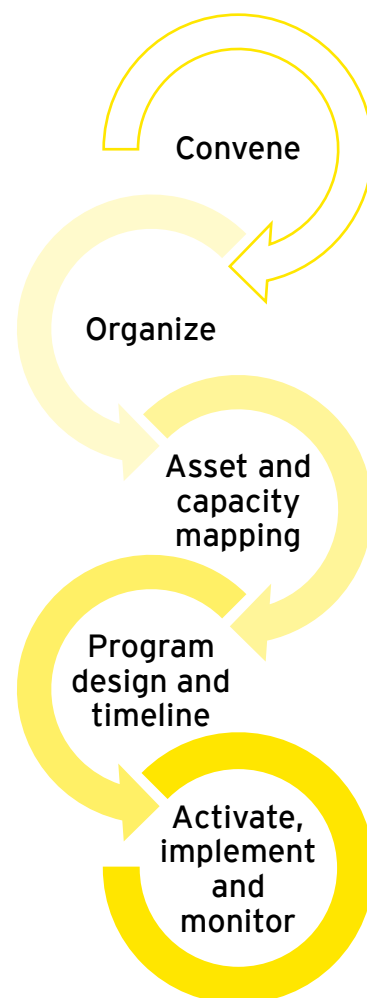 Convene
Organize
Asset and
capacity
mapping
Program
design and
timeline
Activate,
implement
and
monitor